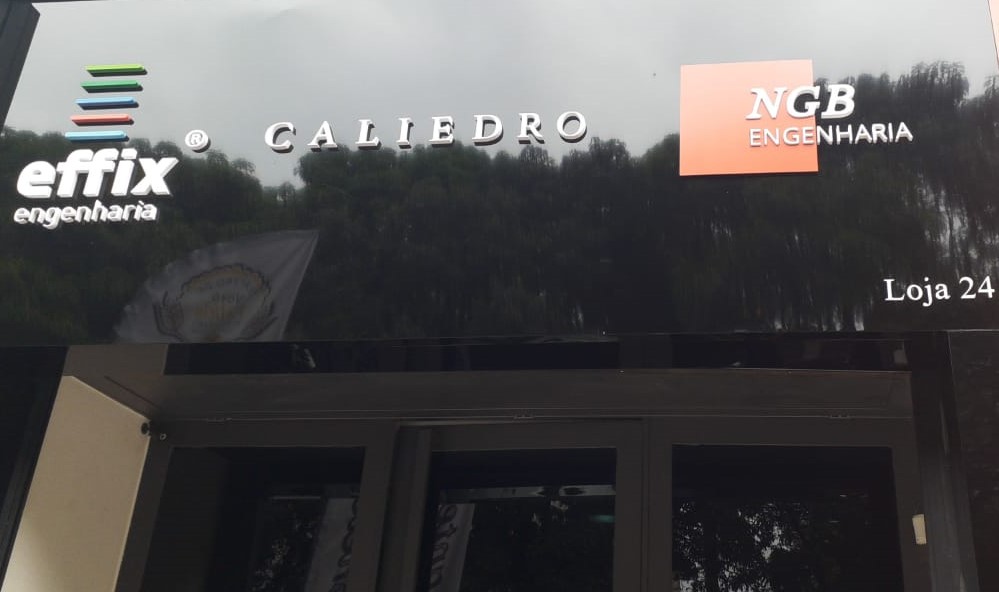 effix
engenharia
®
CALIEDRO
NGB
ENGENHARIA
Loja 24